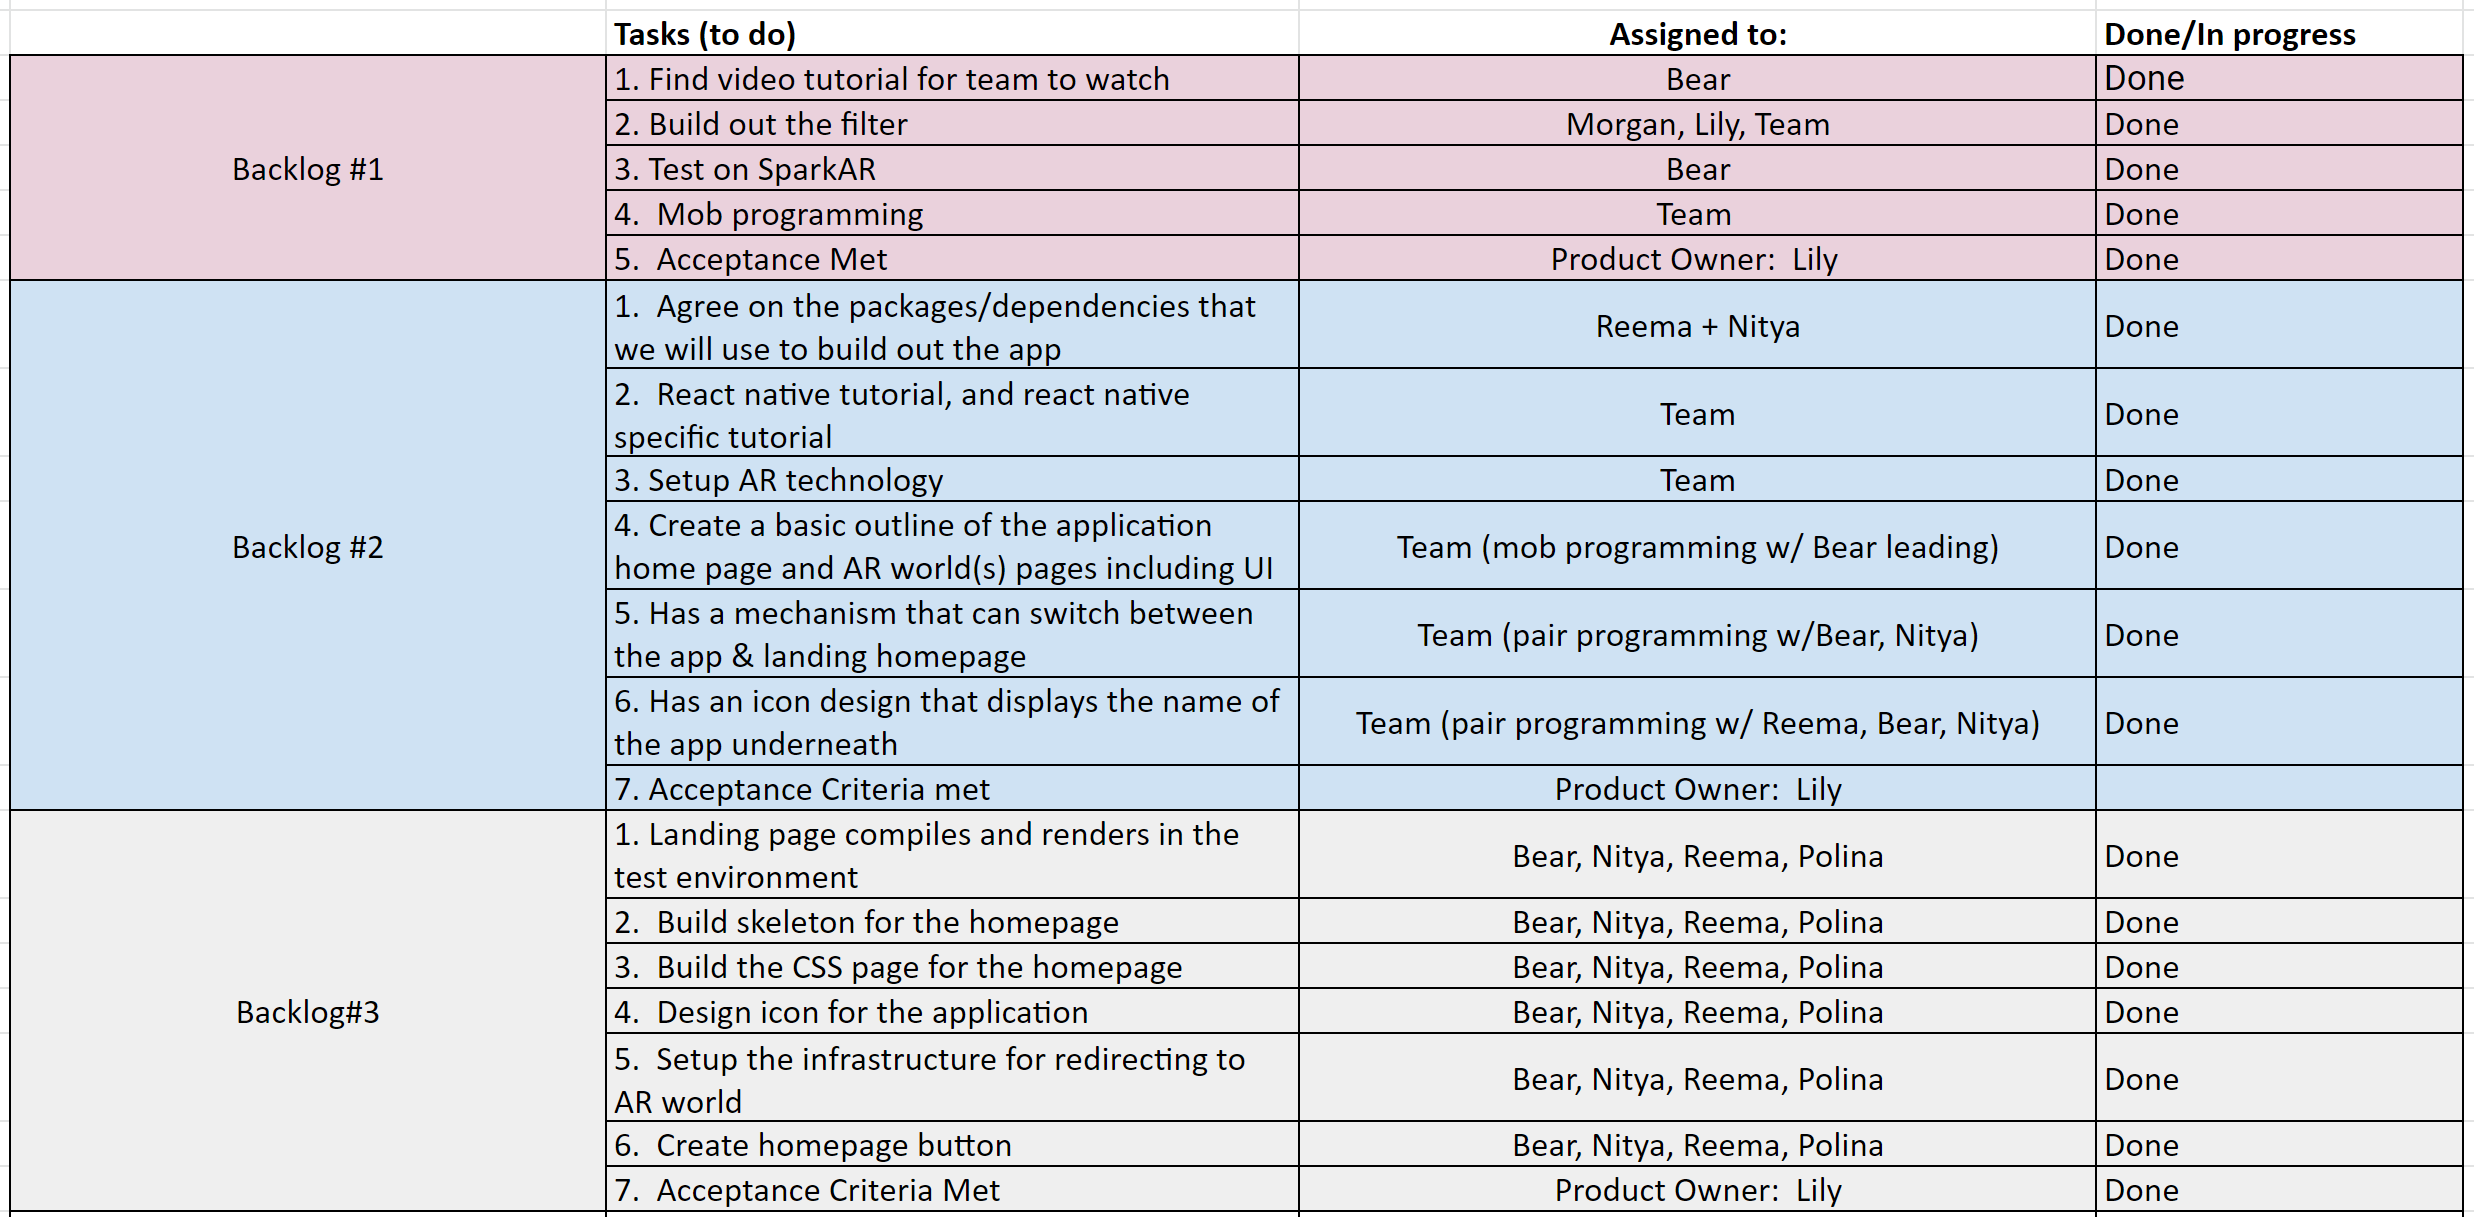 Tasks (to do) Assigned to: Done/In progress
Backlog #1
1. Find video tutorial for team to watch Bear Done
2. Build out the filter Morgan, Lily, Team Done
3. Test on SparkAR Bear Done
4.  Mob programming Team Done
5.  Acceptance Met Product Owner:  Lily Done
Backlog #2
1.  Agree on the packages/dependencies that
we will use to build out the app Reema + Nitya Done
2.  React native tutorial, and react native
specific tutorial Team Done
3. Setup AR technology Team Done
4. Create a basic outline of the application
home page and AR world(s) pages including UI Team (mob programming w/ Bear leading) Done
5. Has a mechanism that can switch between
the app & landing homepage Team (pair programming w/Bear, Nitya) Done
6. Has an icon design that displays the name of
the app underneath Team (pair programming w/ Reema, Bear, Nitya) Done
7. Acceptance Criteria met Product Owner:  Lily
Backlog#3
1. Landing page compiles and renders in the
test environment Bear, Nitya, Reema, Polina Done
2.  Build skeleton for the homepage Bear, Nitya, Reema, Polina Done
3.  Build the CSS page for the homepage Bear, Nitya, Reema, Polina Done
4.  Design icon for the application Bear, Nitya, Reema, Polina Done
5.  Setup the infrastructure for redirecting to
AR world Bear, Nitya, Reema, Polina Done
6.  Create homepage button Bear, Nitya, Reema, Polina Done
7.  Acceptance Criteria Met Product Owner:  Lily Done